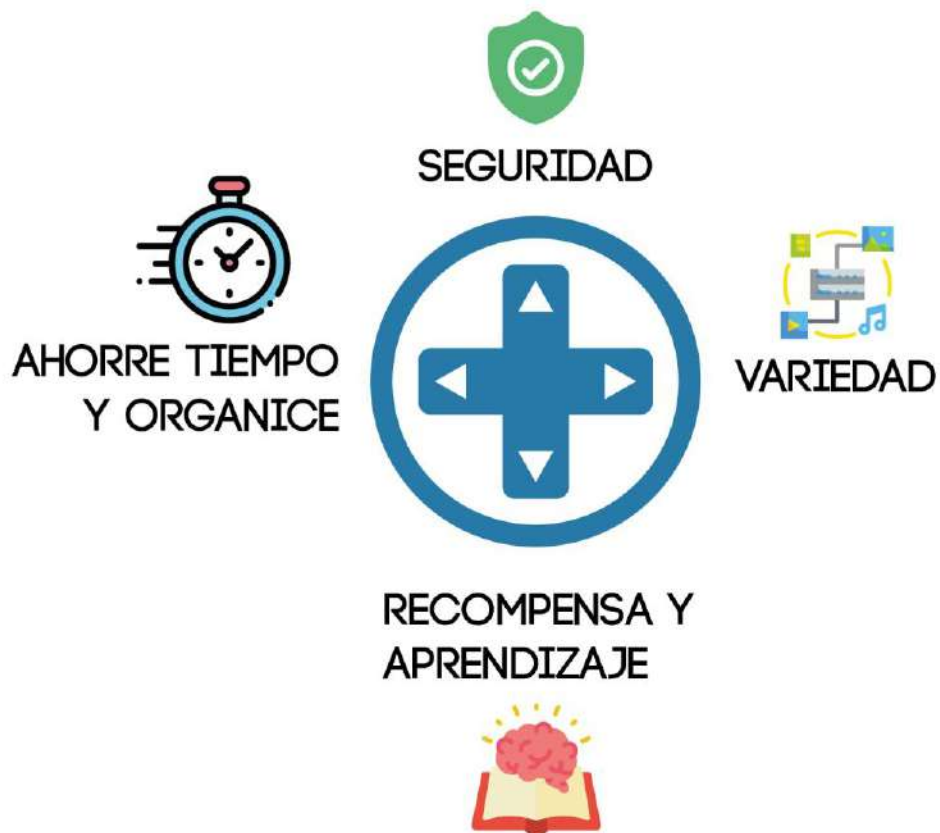 SEGURIDAD
AHORRE TIEMPO
Y ORGANICE
VARIEDAD
RECOMPENSA Y
APRENDIZAJE